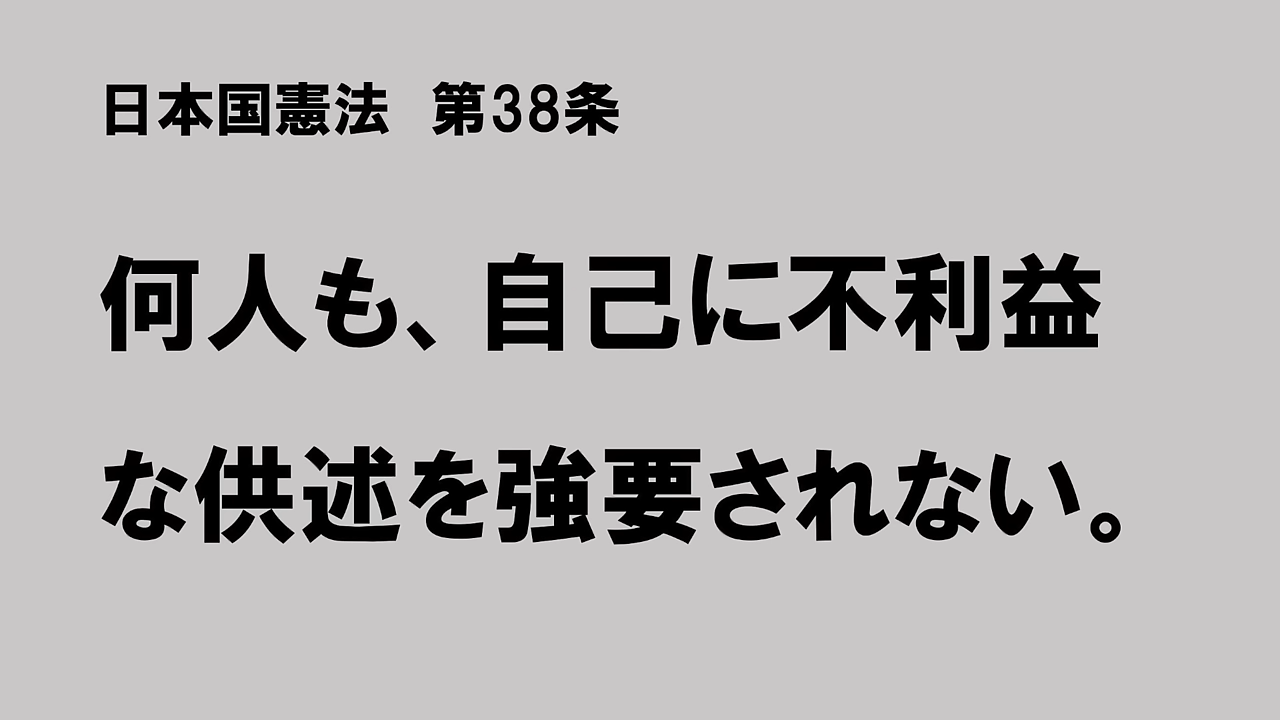 日本国憲法　第38条
何人も、自己に不利益
な供述を強要されない。